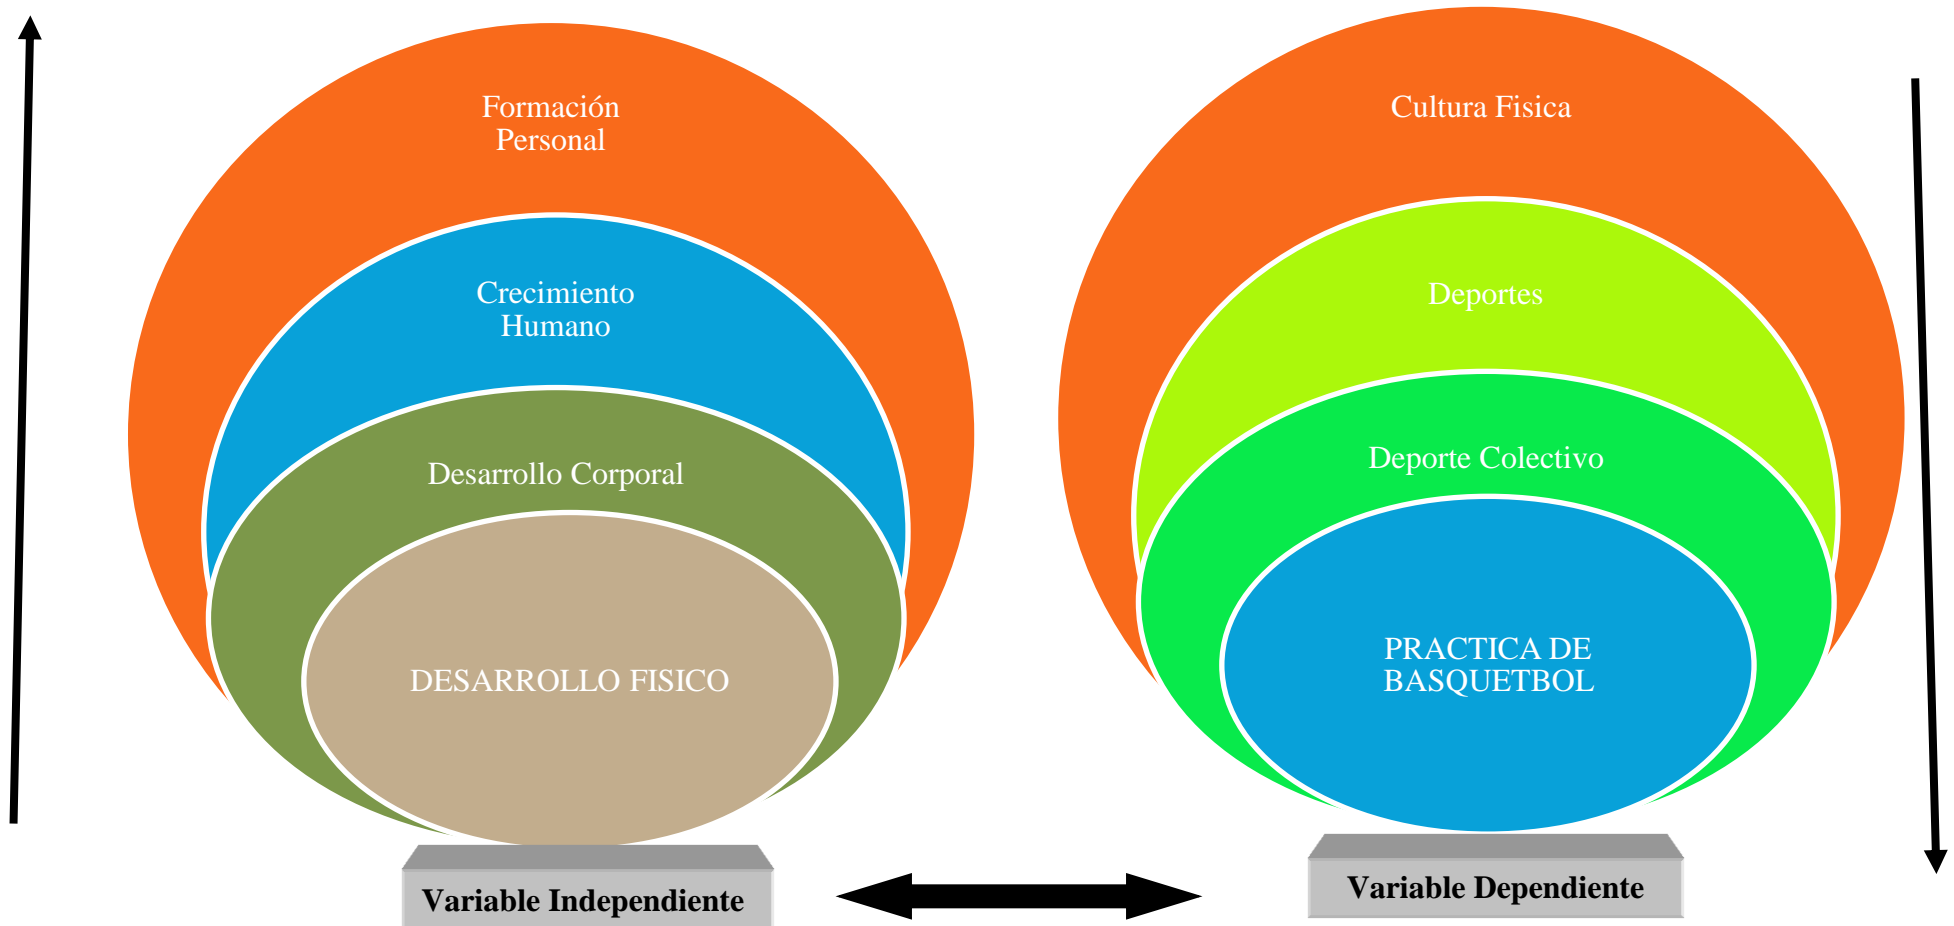 Formación
Personal
Crecimiento
Humano
Desarrollo Corporal
DESARROLLO FISICO
Variable Independiente
Cultura Fisica
Deportes
Deporte Colectivo
PRACTICA DE
BASQUETBOL
Variable Dependiente